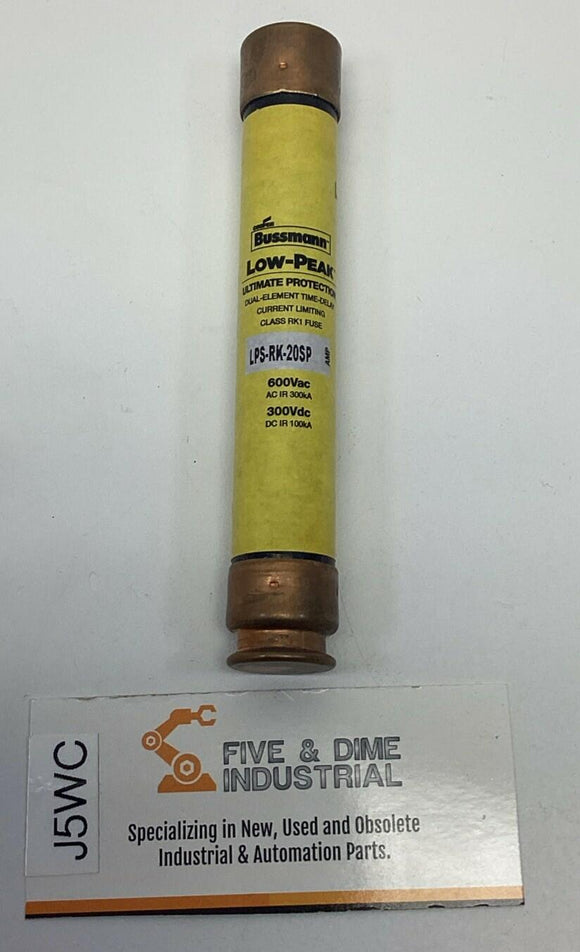 Bussmann
LOW-PEAK
ULTIMATE PROTECTION
DUAL-ELEMENT TIME-DELAY
CURRENT LIMITING
CLASS RK1 FUSE
LPS-RK-20SP AMP
600Vac
AC IR 300kA
300Vdc
DC IR 100kA
J5WC
FIVE & DIME
INDUSTRIAL
Specializing in New, Used and Obsolete
Industrial & Automation Parts.